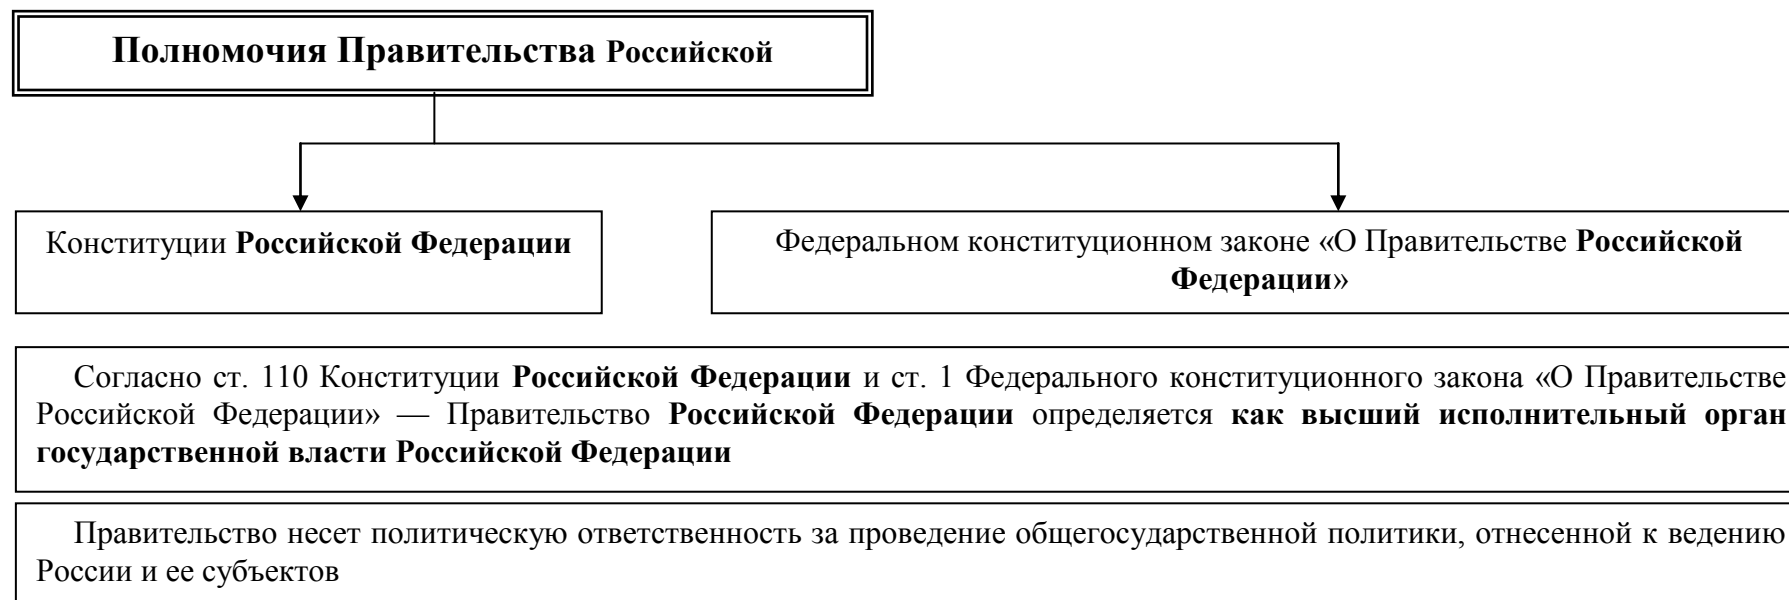 Полномочия Правительства Российской
Конституции Российской Федерации
Федеральном конституционном законе «О Правительстве Российской
Федерации»
Согласно ст. 110 Конституции Российской Федерации и ст. 1 Федерального конституционного закона «О Правительстве
Российской Федерации» — Правительство Российской Федерации определяется как высший исполнительный орган
государственной власти Российской Федерации
Правительство несет политическую ответственность за проведение общегосударственной политики, отнесенной к ведению
России и ее субъектов